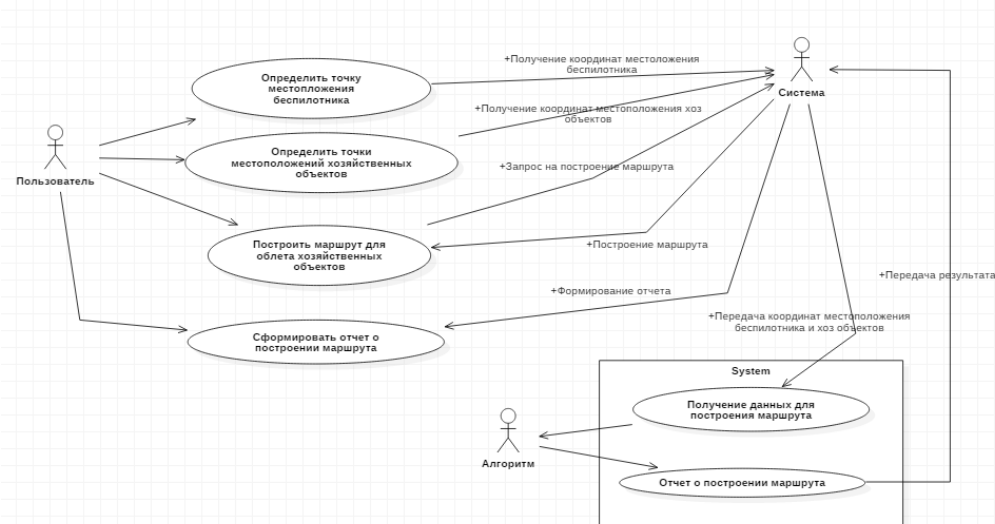 +Получение координат местоложения
беспилотника
Определить точку
местопложения
беспилотника
Система
+Получение координат местоположения хоз
объектов
Определить точки
местоположений хозяйственных
объектов
Пользователь
+Запрос на построение маршрута
Построить маршрут для
облета хозяйственных
объектов
+Построение маршрута
+Передача результата
+Формирование отчета
+Передача координат местоположения
беспилотника и хоз объектов
Сформировать отчет о
построении маршрута
System
Получение данных для
построения маршрута
Алгоритм
Отчет о построении маршрута